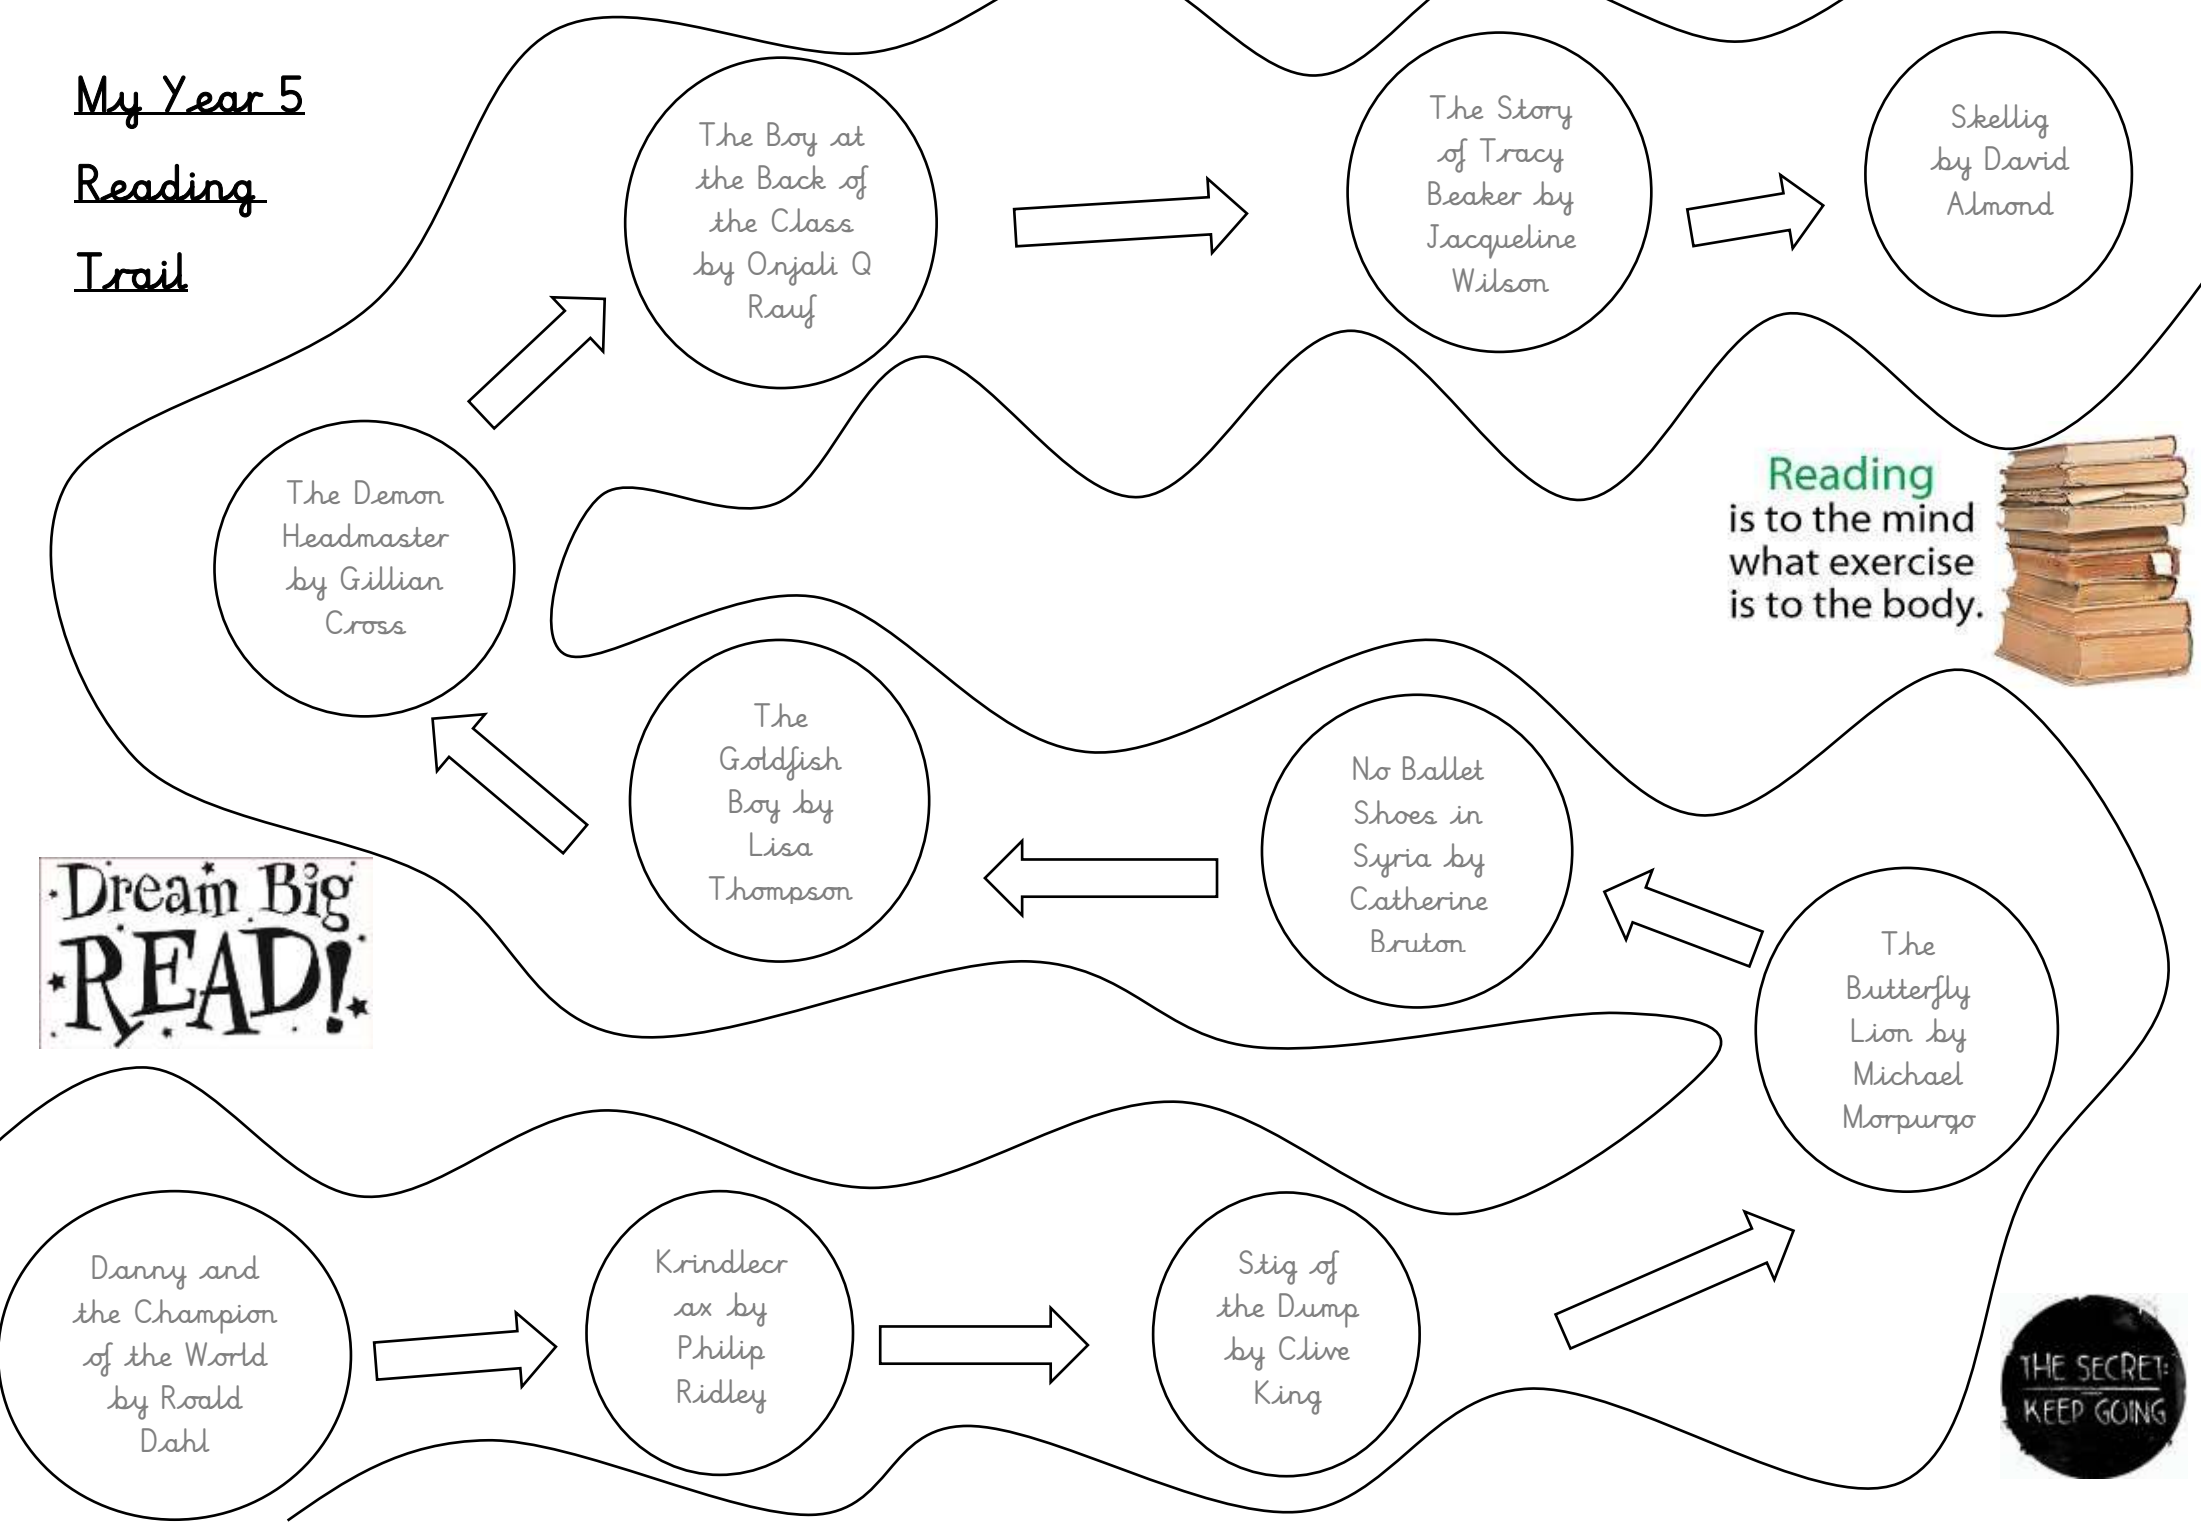 My Year 5
Reading
Trail
The Boy at
the Back of
the Class
by Onjali Q
Rauf
The Story
of Tracy
Beaker by
Jacqueline
Wilson
Skellig
by David
Almond
The Demon
Headmaster
by Gillian
Cross
Reading
is to the mind
what exercise
is to the body.
The
Goldfish
Boy by
Lisa
Thompson
No Ballet
Shoes in
Syria by
Catherine
Bruton
The
Butterfly
Lion by
Michael
Morpurgo
Dream Big
READ!
Danny and
the Champion
of the World
by Roald
Dahl
Krindlecr
ax by
Philip
Ridley
Stig of
the Dump
by Clive
King
THE SECRET:
KEEP GOING